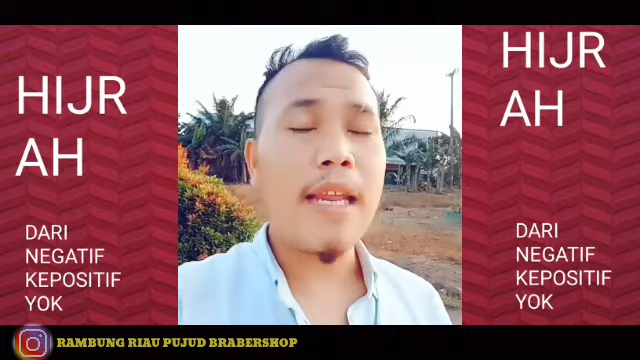 HIJR
AH
DARI
NEGATIF
KEPOSITIF
YOK
HIJR
AH
DARI
NEGATIF
KEPOSITIF
YOK
RAMBUNG RIAU PUJUD BRABERSHOP